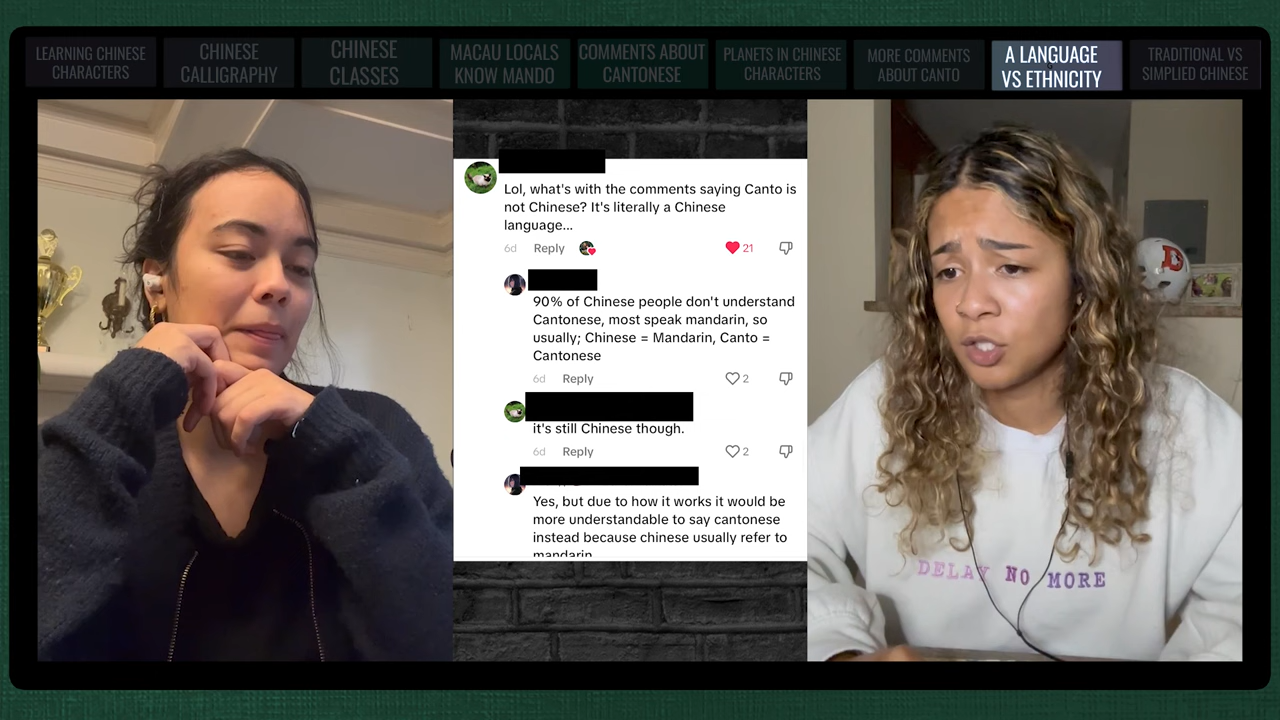 LEARNING CHINESE
CHARACTERS
CHINESE
CALLIGRAPHY
CHINESE
CLASSES
MACAU LOCALS
KNOW MANDO
COMMENTS ABOUT
CANTONESE
PLANETS IN CHINESE
CHARACTERS
MORE COMMENTS
ABOUT CANTO
A LANGUAGE
VS ETHNICITY
TRADITIONAL VS
SIMPLIED CHINESE
Lol, what's with the comments saying Canto is
not Chinese? It's literally a Chinese
language...
6d Reply 21
90% of Chinese people don't understand
Cantonese, most speak mandarin, so
usually; Chinese = Mandarin, Canto =
Cantonese
6d Reply 2
it's still Chinese though.
6d Reply 2
Yes, but due to how it works it would be
more understandable to say cantonese
instead because chinese usually refer to
mandarin
D
DELAY NO MORE